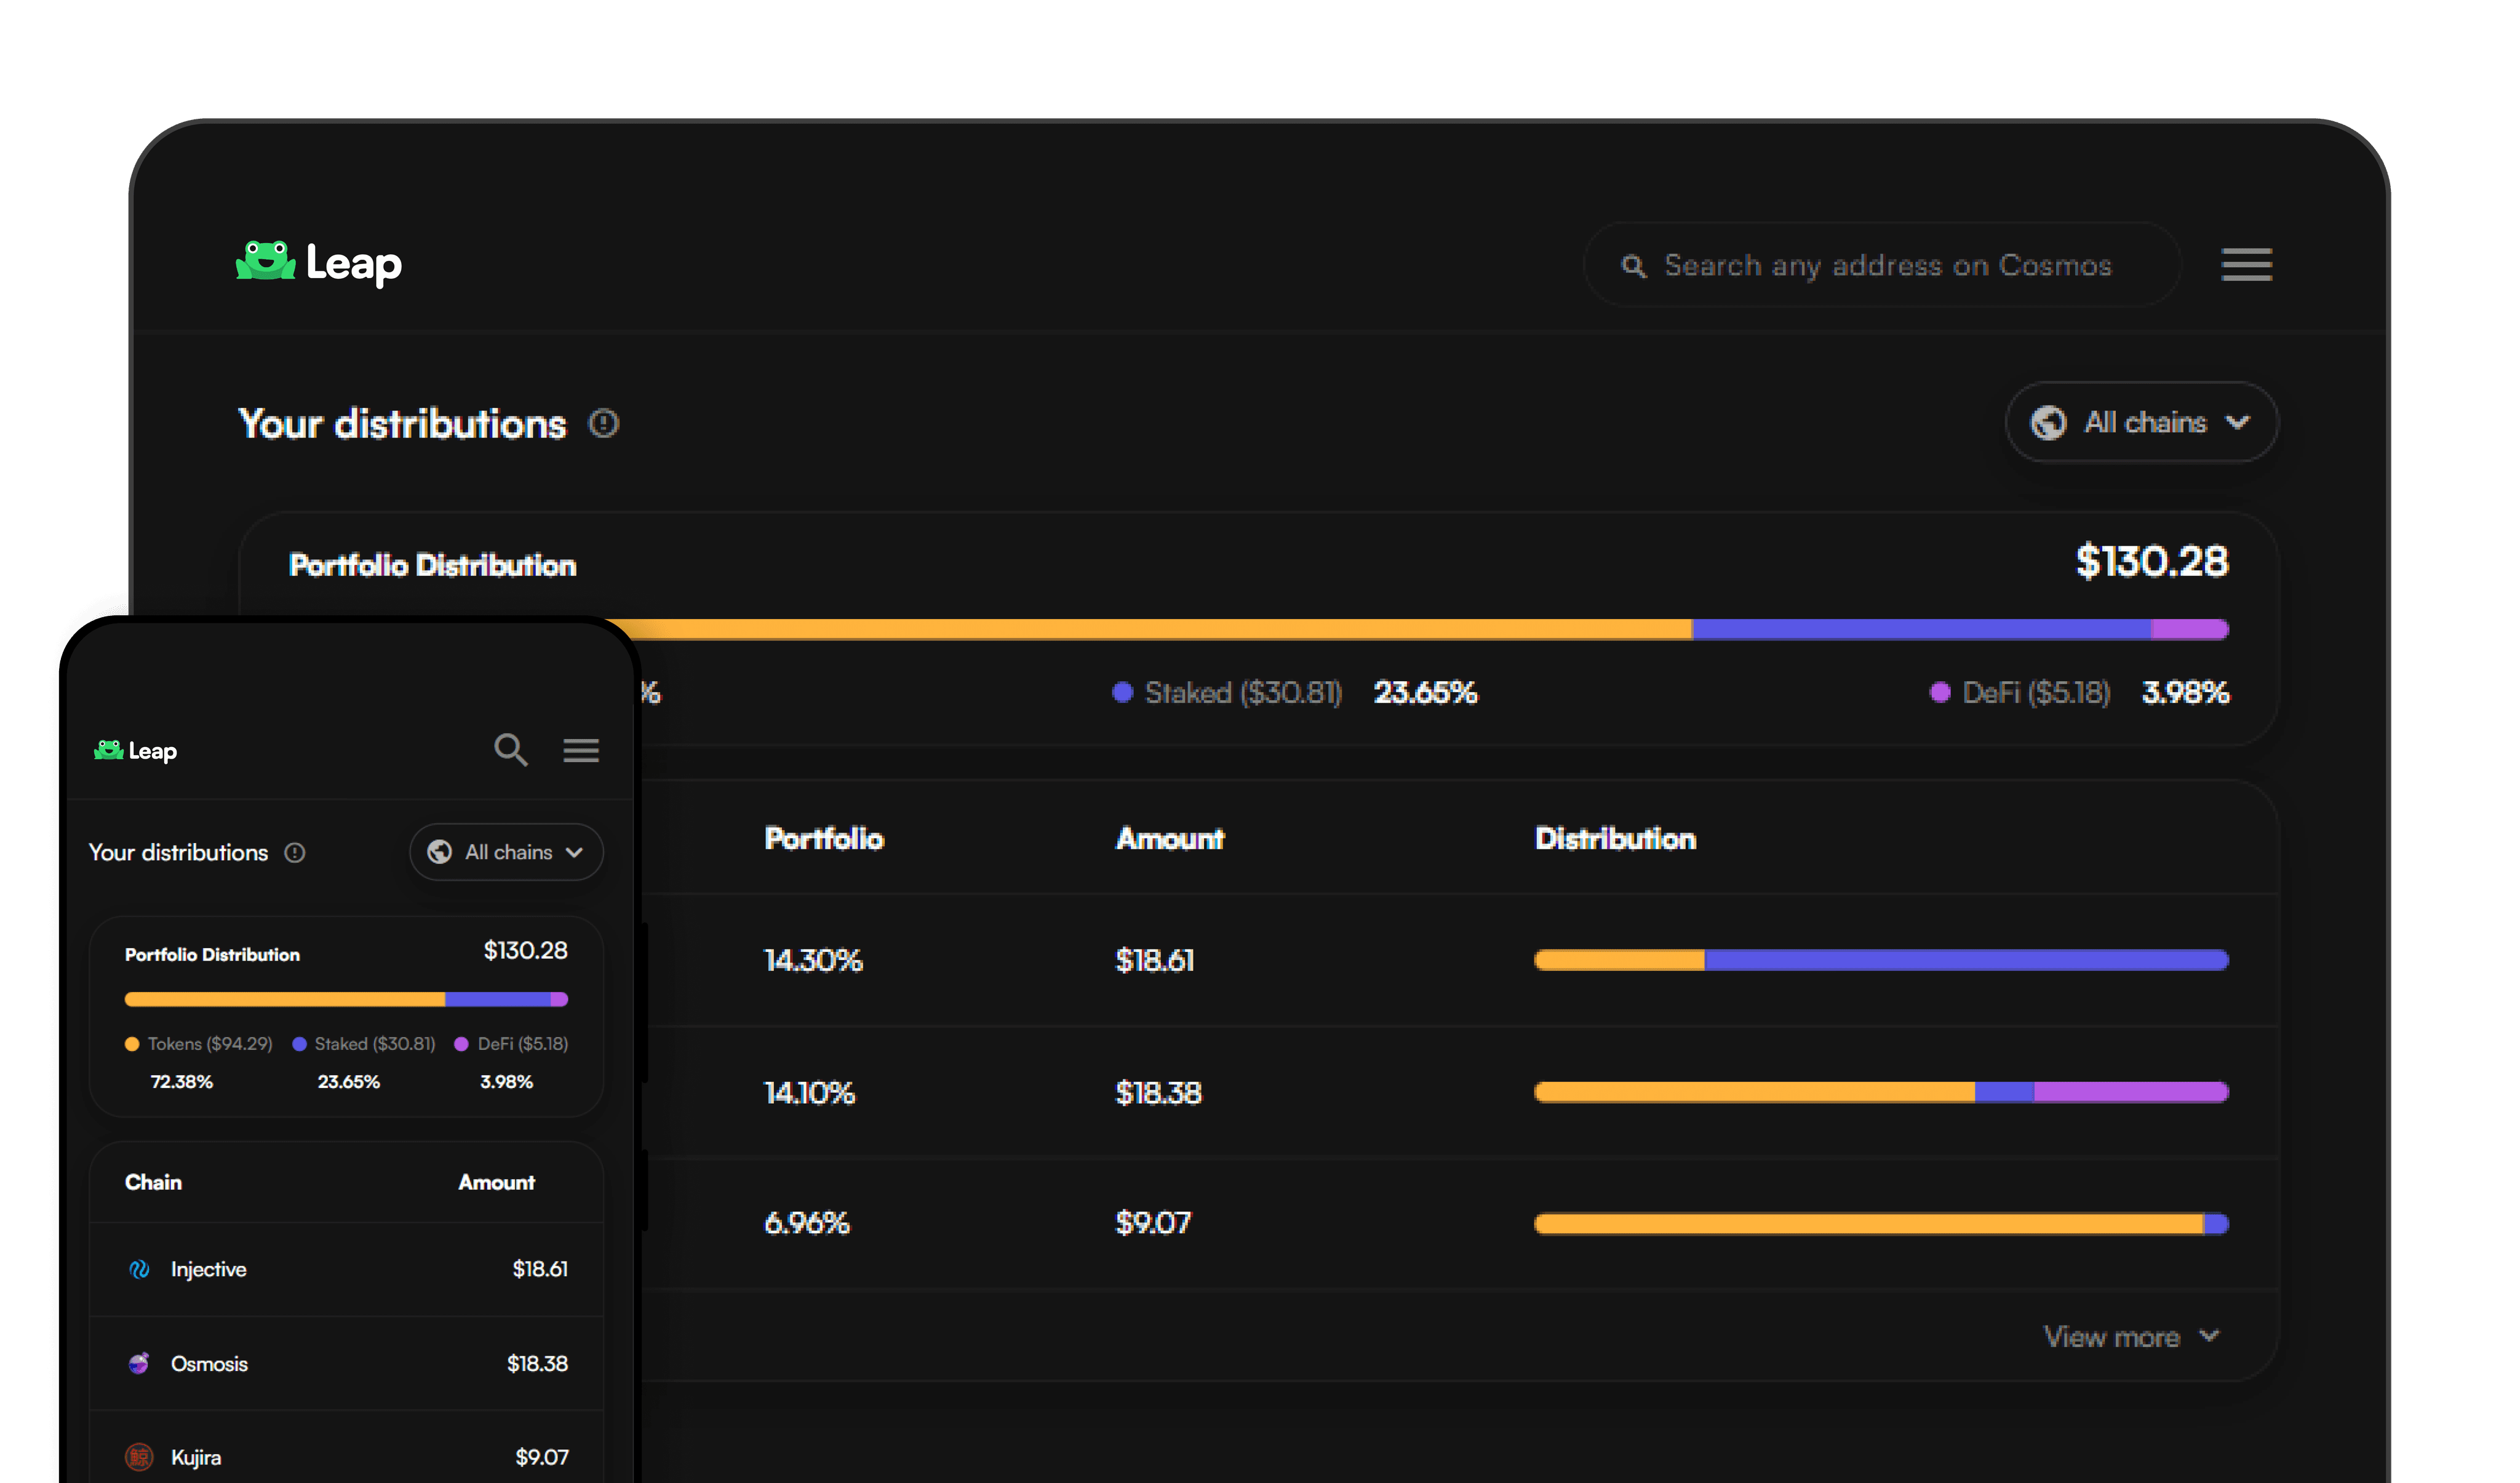 Leap
Search any address on Cosmos
Your distributions
All chains
Portfolio Distribution
$130.28
% Staked ($30.81) 23.65% DeFi ($5.18) 3.98%
Portfolio Amount Distribution
14.30% $18.61
14.10% $18.38
6.96% $9.07
View more
Leap
Your distributions
All chains
Portfolio Distribution
$130.28
Tokens ($94.29) Staked ($30.81) DeFi ($5.18)
72.38% 23.65% 3.98%
Chain Amount
Injective $18.61
Osmosis $18.38
鯨
Kujira $9.07